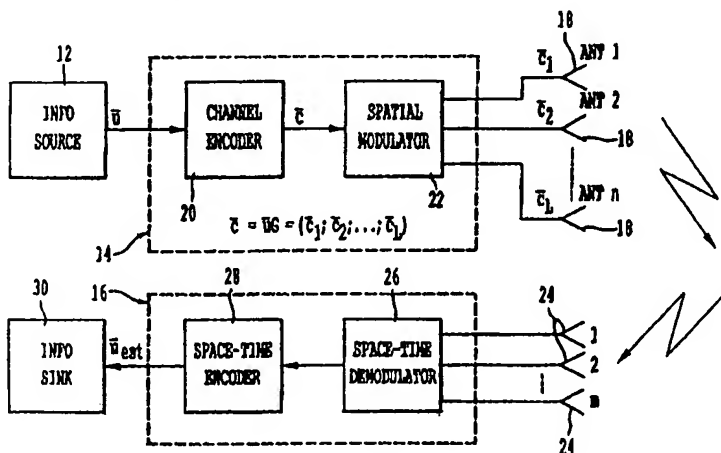 12
INFO
SOURCE
ū
CHANNEL
ENCODER
20
c̄
SPATIAL
MODULATOR
22
c̄ = ūG = (c̄1; c̄2; ...; c̄L)
14
18
c̄1
ANT 1
c̄2
ANT 2
18
c̄L
ANT n
18
30
INFO
SINK
ūest
16
28
SPACE-TIME
ENCODER
26
SPACE-TIME
DEMODULATOR
24
1
2
m
24